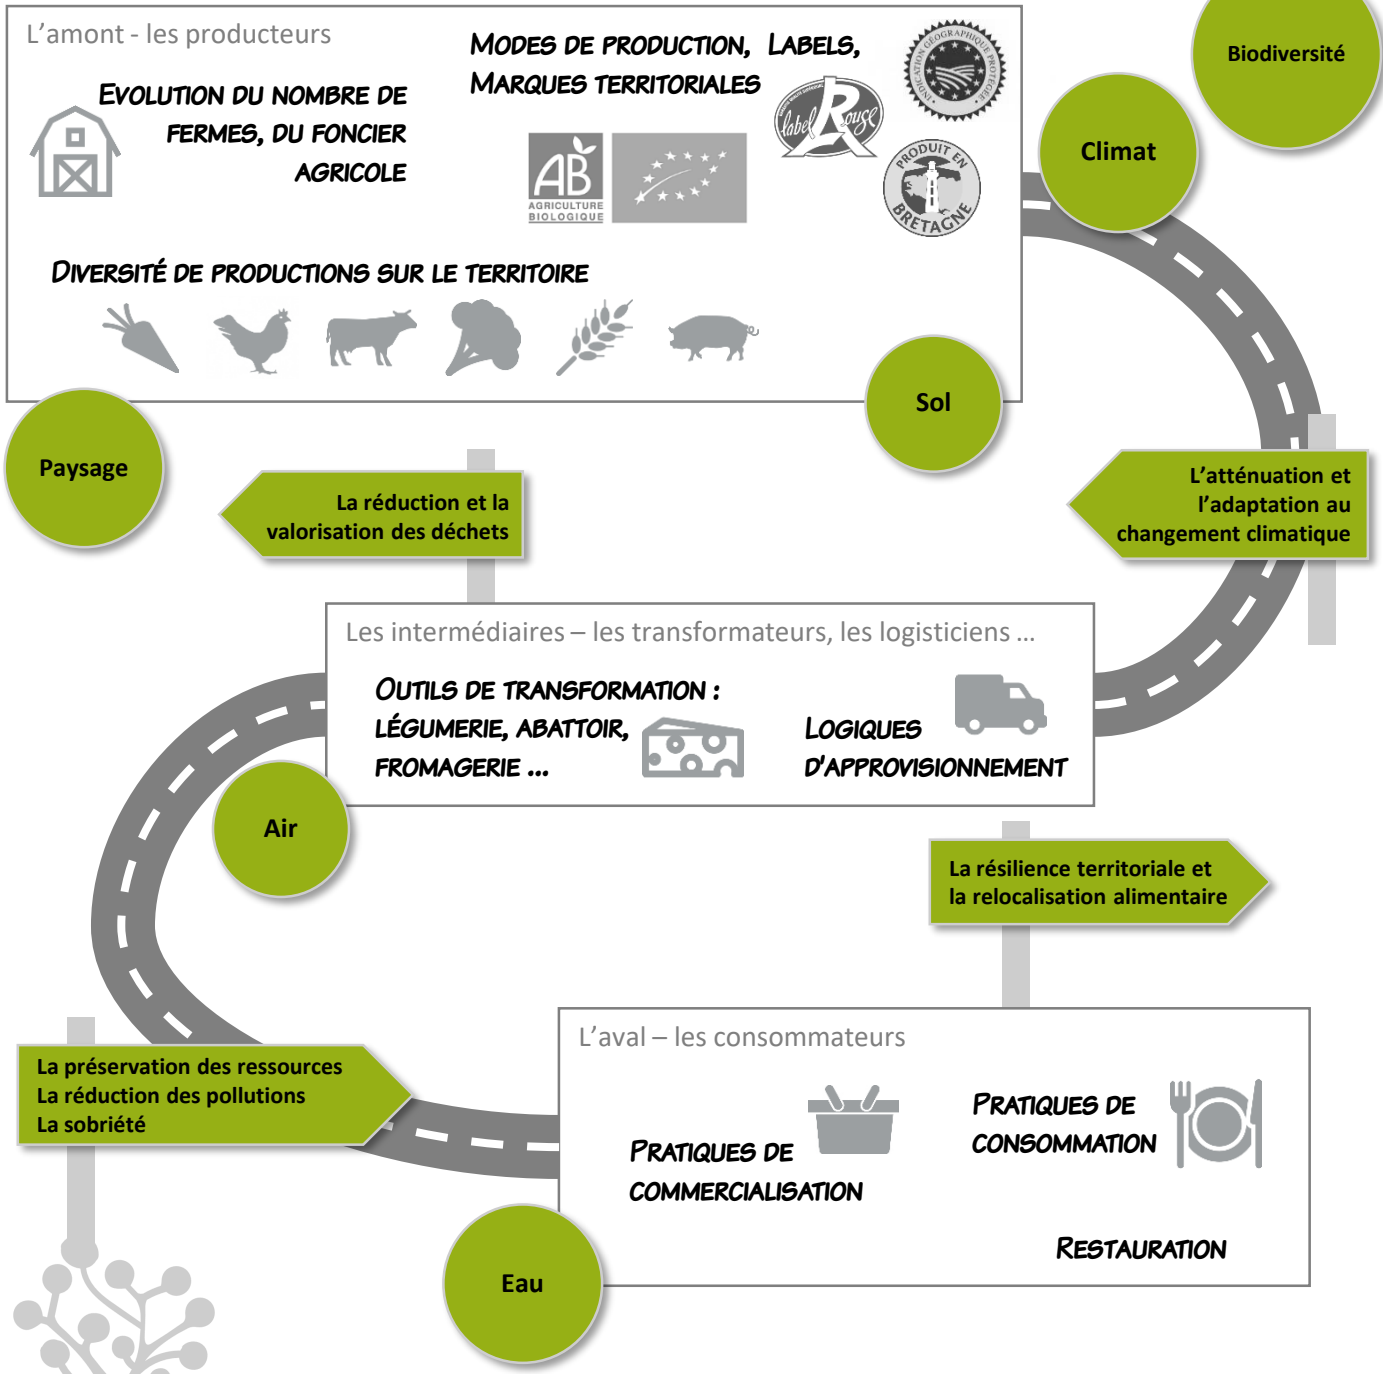 L'amont - les producteurs
EVOLUTION DU NOMBRE DE
FERMES, DU FONCIER
AGRICOLE
MODES DE PRODUCTION, LABELS,
MARQUES TERRITORIALES
INDICATION GÉOGRAPHIQUE PROTÉGÉE
label Rouge
AB
AGRICULTURE
BIOLOGIQUE
PRODUIT EN
BRETAGNE
DIVERSITÉ DE PRODUCTIONS SUR LE TERRITOIRE
Biodiversité
Climat
Sol
Paysage
La réduction et la
valorisation des déchets
L'atténuation et
l'adaptation au
changement climatique
Les intermédiaires – les transformateurs, les logisticiens ...
OUTILS DE TRANSFORMATION :
LÉGUMERIE, ABATTOIR,
FROMAGERIE ...
LOGIQUES
D'APPROVISIONNEMENT
Air
La résilience territoriale et
la relocalisation alimentaire
L'aval – les consommateurs
PRATIQUES DE
COMMERCIALISATION
PRATIQUES DE
CONSOMMATION
RESTAURATION
La préservation des ressources
La réduction des pollutions
La sobriété
Eau